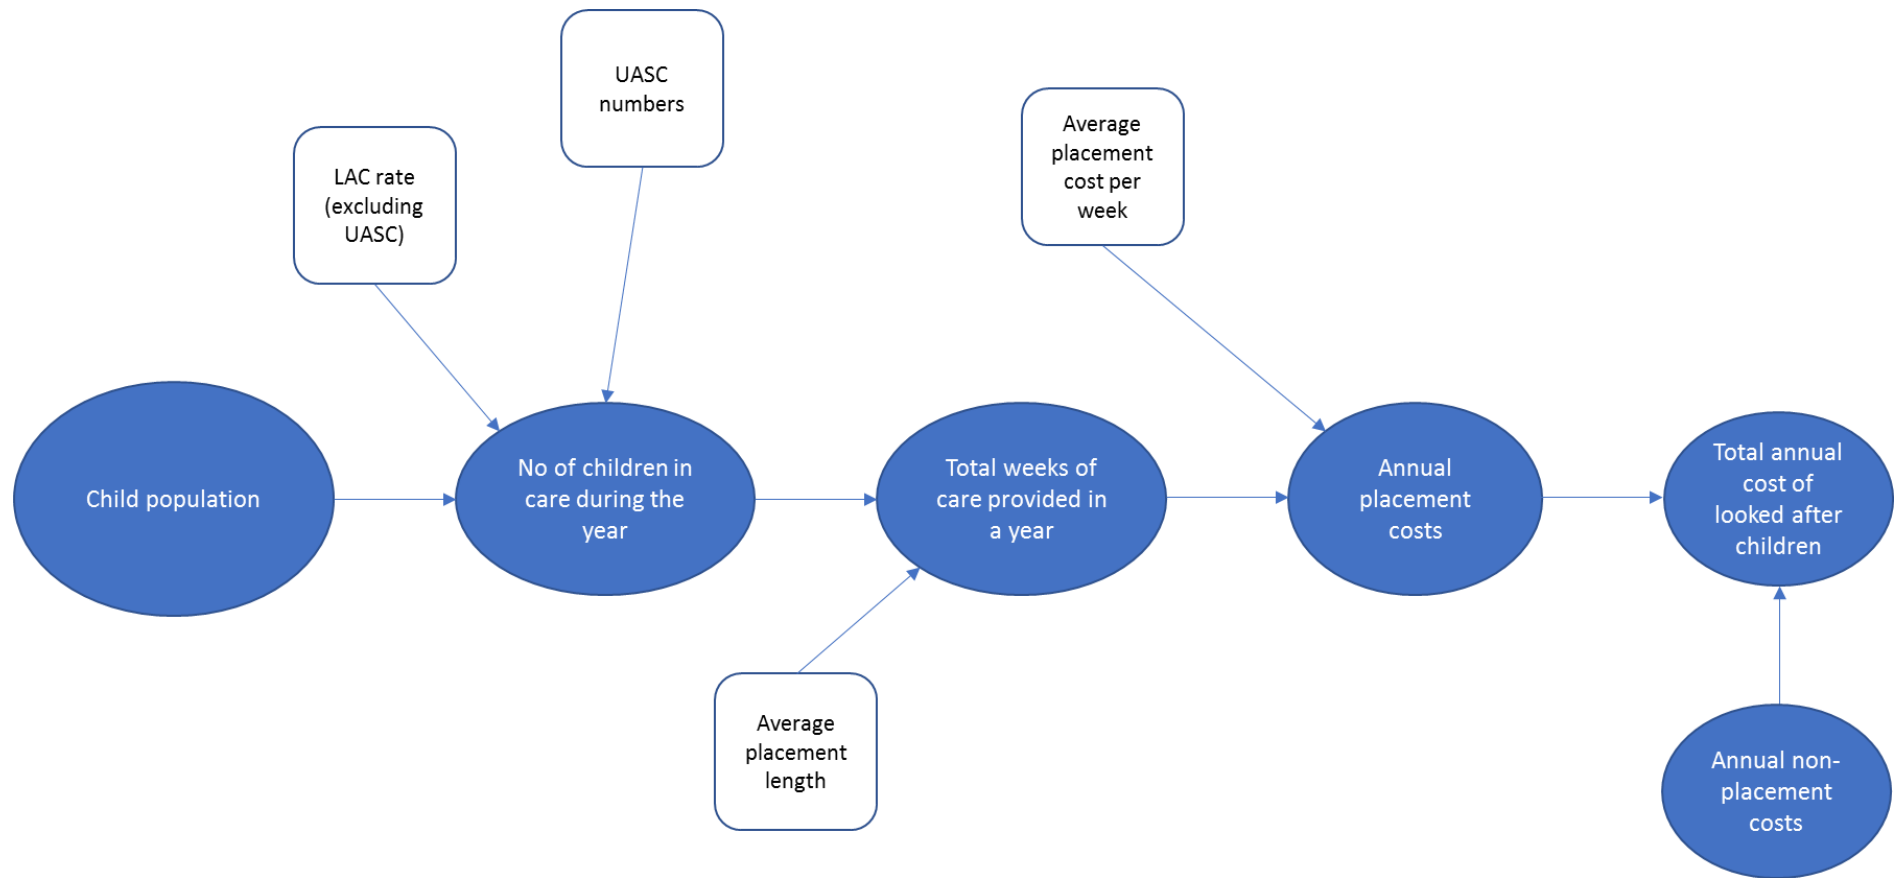 UASC
numbers
LAC rate
(excluding
UASC)
Average
placement
cost per
week
Child population
No of children in
care during the
year
Total weeks of
care provided in
a year
Annual
placement
costs
Total annual
cost of
looked after
children
Average
placement
length
Annual non-
placement
costs